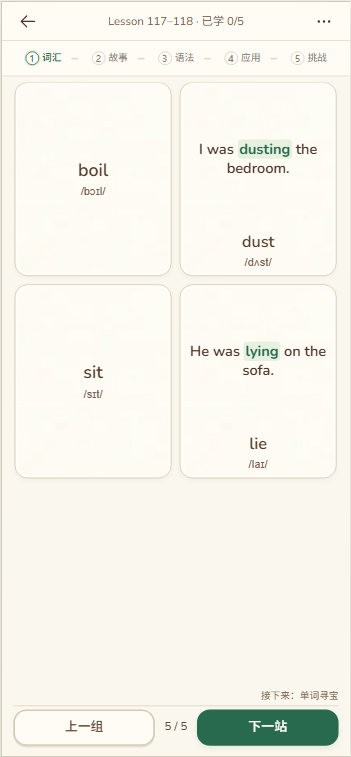 Lesson 117–118 · 已学 0/5
1 词汇 – 2 故事 – 3 语法 – 4 应用 – 5 挑战
boil
/bɔɪl/
I was dusting the
bedroom.
dust
/dʌst/
sit
/sɪt/
He was lying on the
sofa.
lie
/laɪ/
接下来：单词寻宝
上一组 5 / 5 下一站